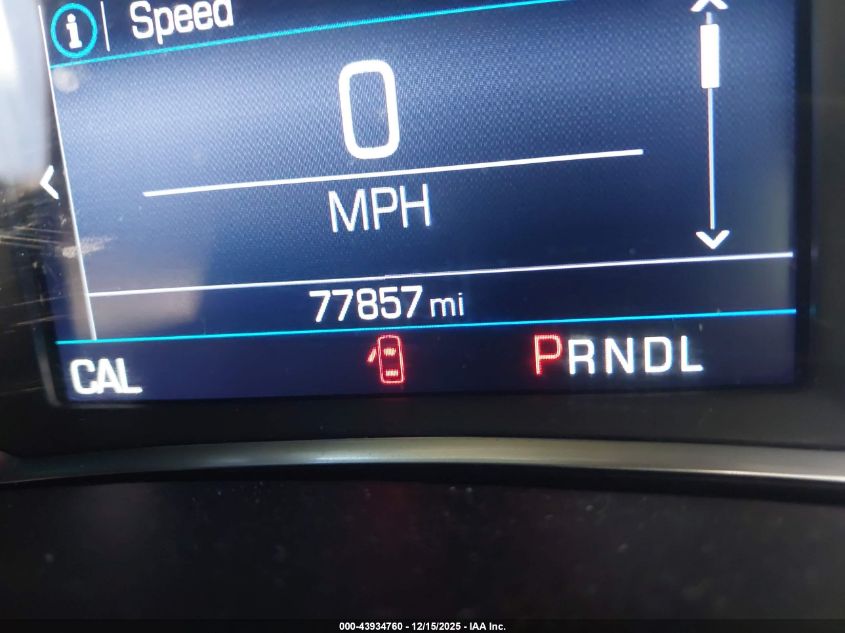 i Speed
0
MPH
77857 mi
CAL PRNDL
000-43934760 - 12/15/2025 - IAA Inc.